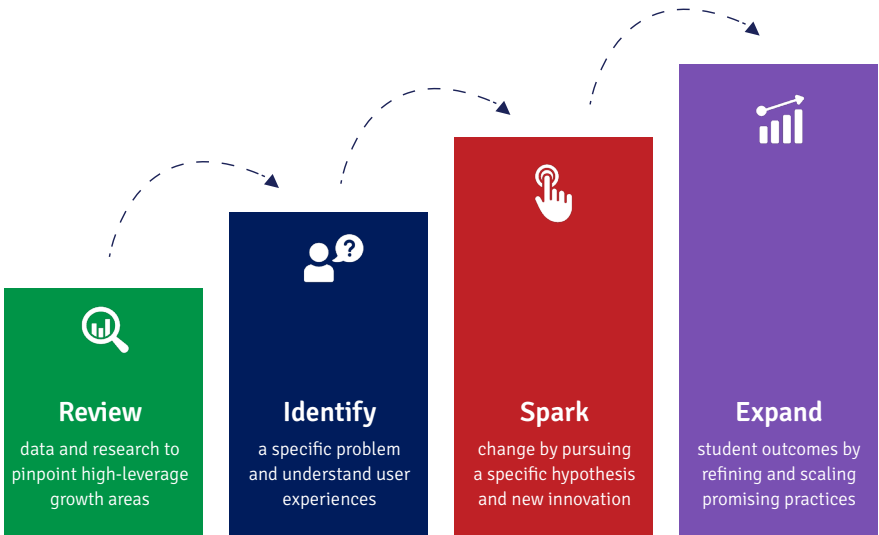 Review
data and research to
pinpoint high-leverage
growth areas
Identify
a specific problem
and understand user
experiences
Spark
change by pursuing
a specific hypothesis
and new innovation
Expand
student outcomes by
refining and scaling
promising practices
?